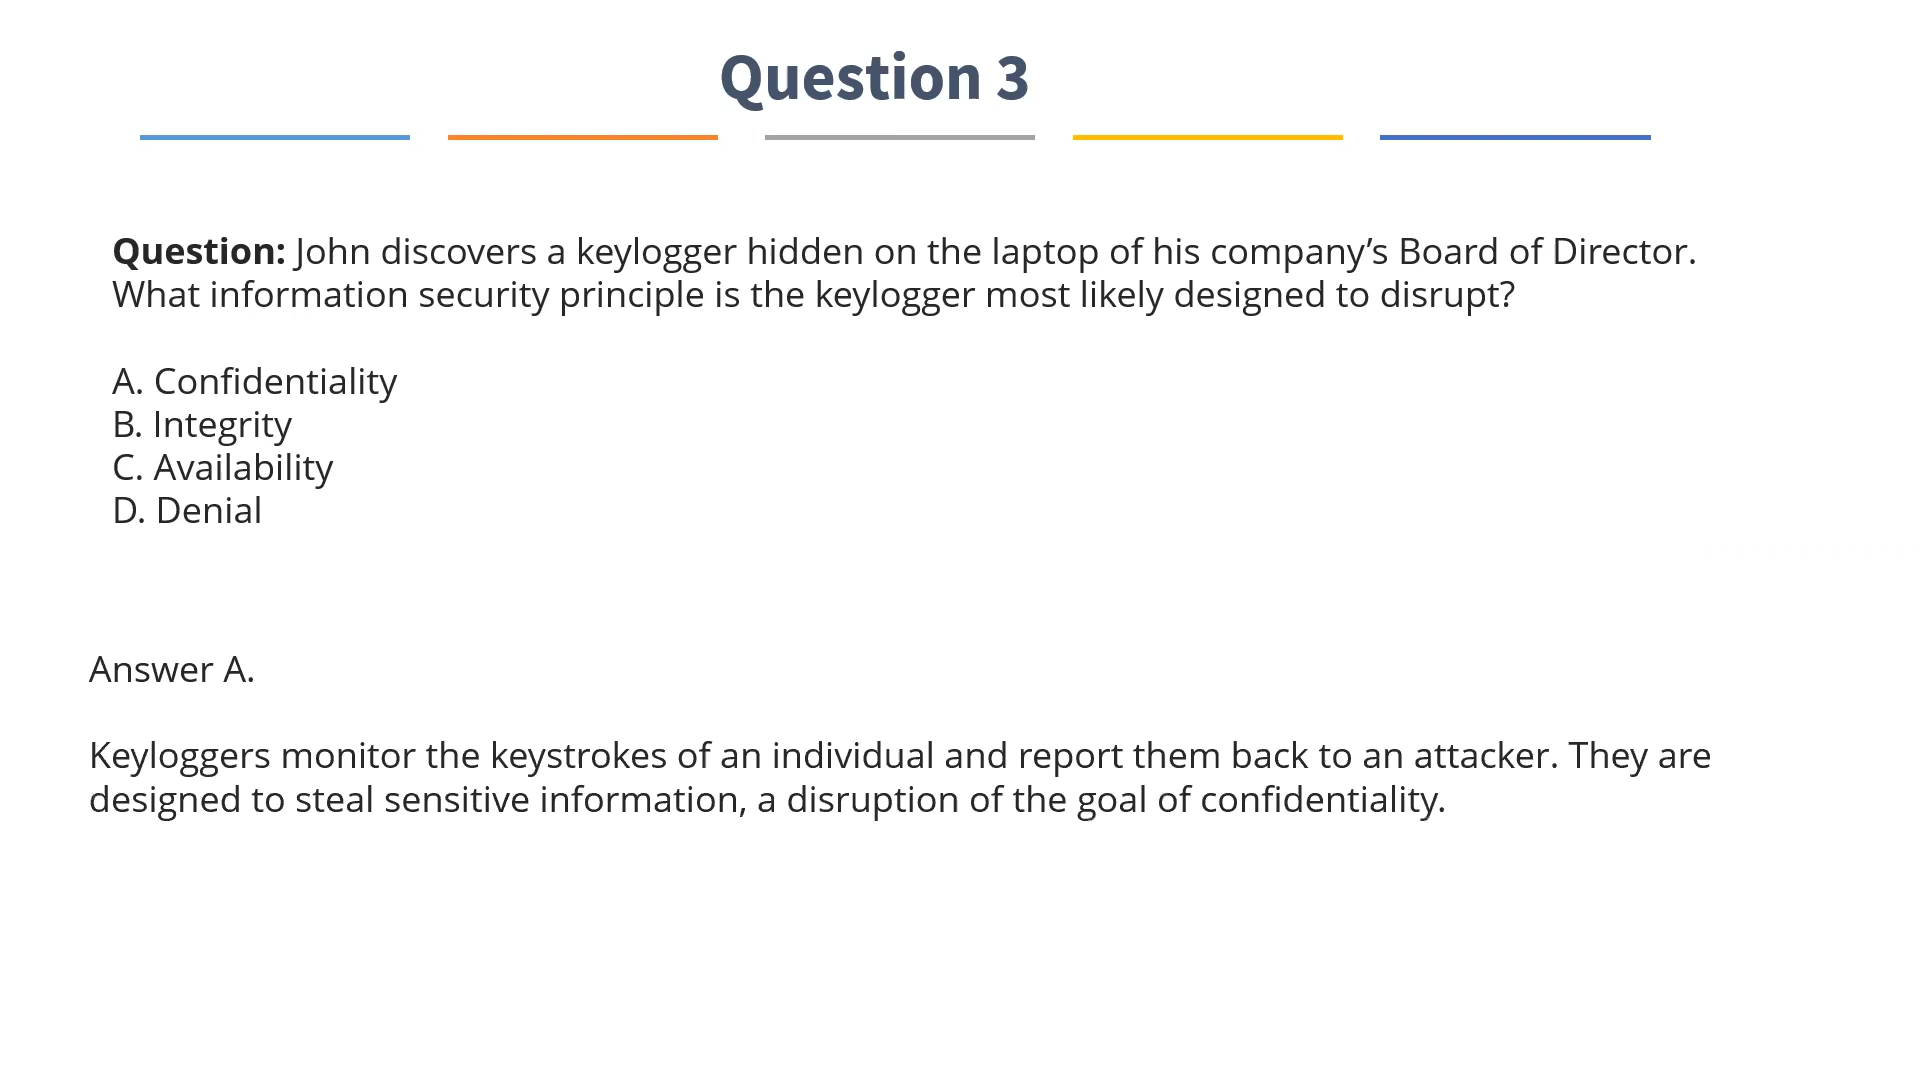 Question 3
Question: John discovers a keylogger hidden on the laptop of his company’s Board of Director.
What information security principle is the keylogger most likely designed to disrupt?
A. Confidentiality
B. Integrity
C. Availability
D. Denial
Answer A.
Keyloggers monitor the keystrokes of an individual and report them back to an attacker. They are
designed to steal sensitive information, a disruption of the goal of confidentiality.